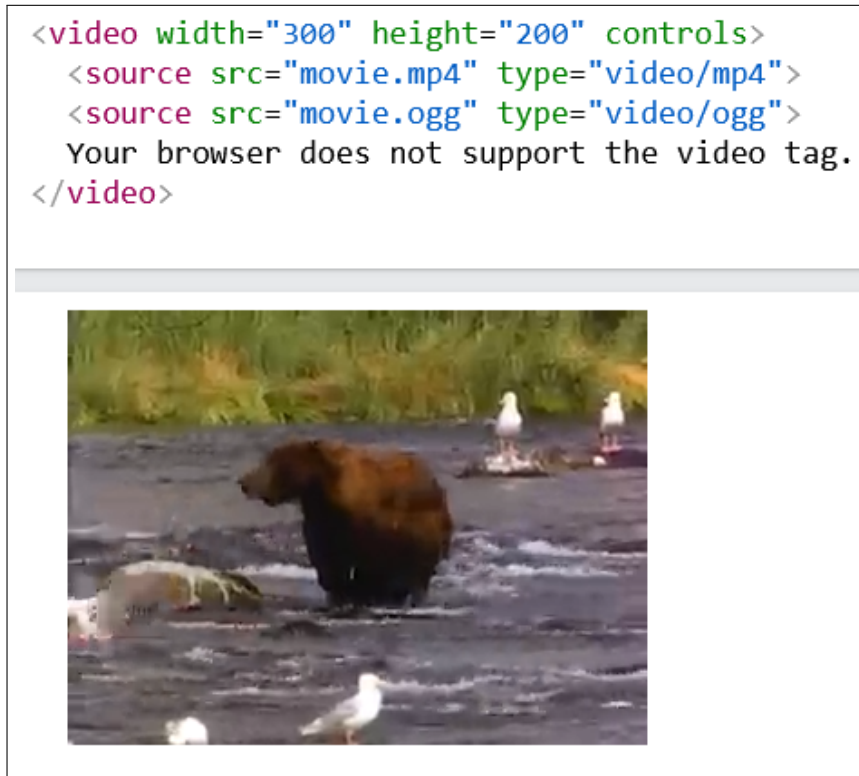 <video width="300" height="200" controls>
  <source src="movie.mp4" type="video/mp4">
  <source src="movie.ogg" type="video/ogg">
  Your browser does not support the video tag.
</video>